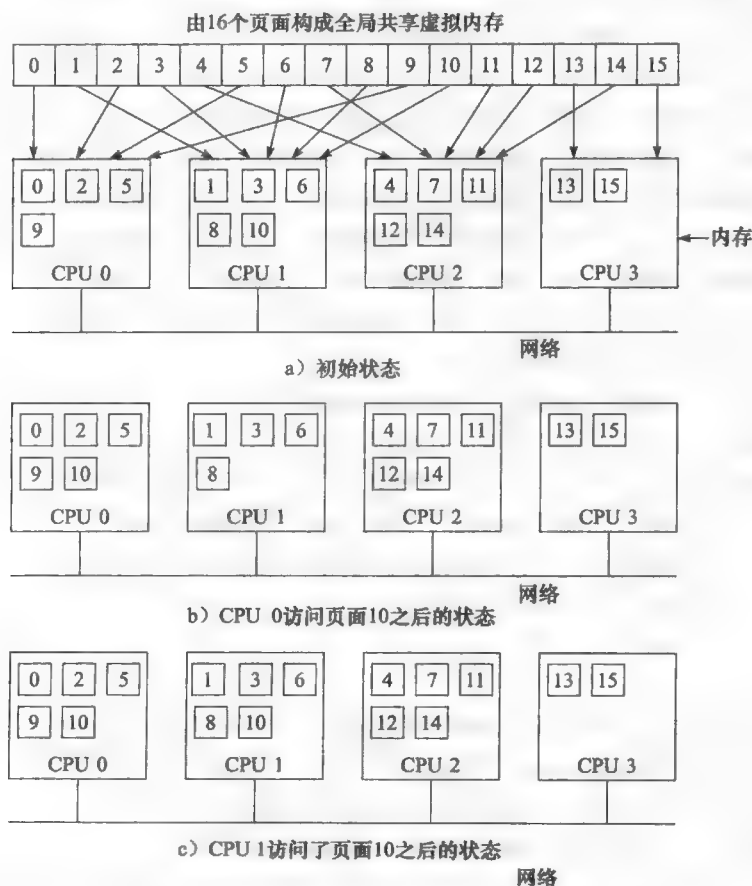 由16个页面构成全局共享虚拟内存
0 1 2 3 4 5 6 7 8 9 10 11 12 13 14 15
0 2 5 1 3 6 4 7 11 13 15
9 8 10 12 14
内存
CPU 0 CPU 1 CPU 2 CPU 3
网络
a）初始状态
0 2 5 1 3 6 4 7 11 13 15
9 10 8 12 14
CPU 0 CPU 1 CPU 2 CPU 3
网络
b）CPU 0访问页面10之后的状态
0 2 5 1 3 6 4 7 11 13 15
9 10 8 10 12 14
CPU 0 CPU 1 CPU 2 CPU 3
c）CPU 1访问了页面10之后的状态
网络